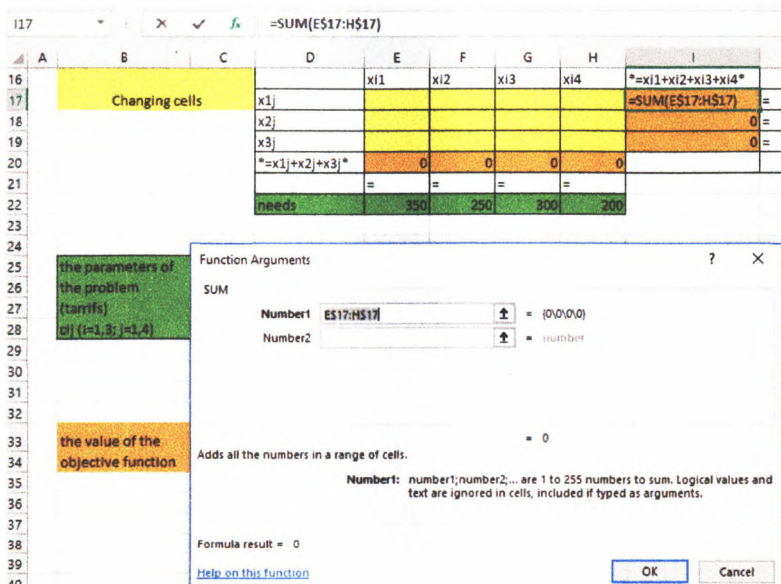 I17 =SUM(E$17:H$17)
A B C D E F G H I
16 xi1 xi2 xi3 xi4 *=xi1+xi2+xi3+xi4*
17 Changing cells x1j =SUM(E$17:H$17) =
18 x2j 0 =
19 x3j 0 =
20 *=x1j+x2j+x3j* 0 0 0 0
21 = = = =
22 needs 350 250 300 200
23
24
25 the parameters of
26 the problem
27 (tarrifs)
28 cij (i=1,3; j=1,4)
29
30
31
32
33 the value of the
34 objective function
35
36
37
38
39
40
Function Arguments ? ×
SUM
Number1 E$17:H$17 = {0\0\0\0}
Number2 = number
= 0
Adds all the numbers in a range of cells.
Number1: number1;number2;... are 1 to 255 numbers to sum. Logical values and
text are ignored in cells, included if typed as arguments.
Formula result = 0
Help on this function OK Cancel